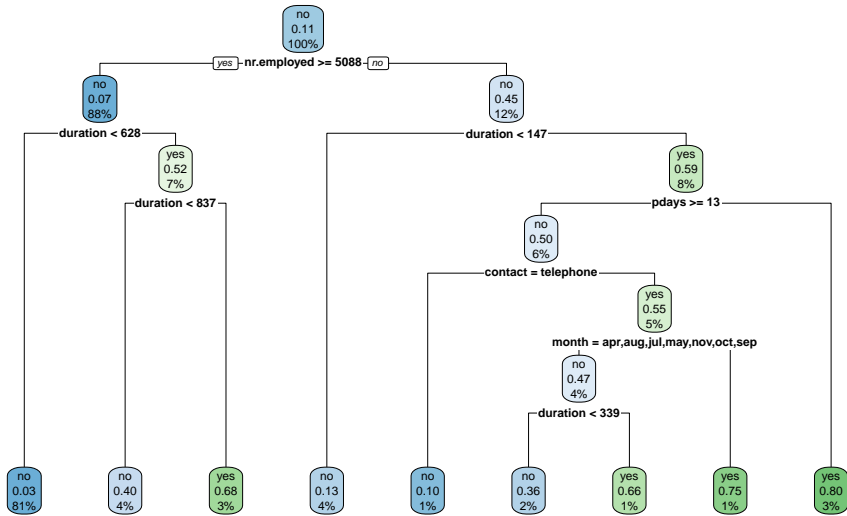 no
0.11
100%
yes nr.employed >= 5088 no
no
0.07
88%
no
0.45
12%
duration < 628
duration < 147
yes
0.52
7%
yes
0.59
8%
duration < 837
pdays >= 13
no
0.50
6%
contact = telephone
yes
0.55
5%
month = apr,aug,jul,may,nov,oct,sep
no
0.47
4%
duration < 339
no
0.03
81%
no
0.40
4%
yes
0.68
3%
no
0.13
4%
no
0.10
1%
no
0.36
2%
yes
0.66
1%
yes
0.75
1%
yes
0.80
3%